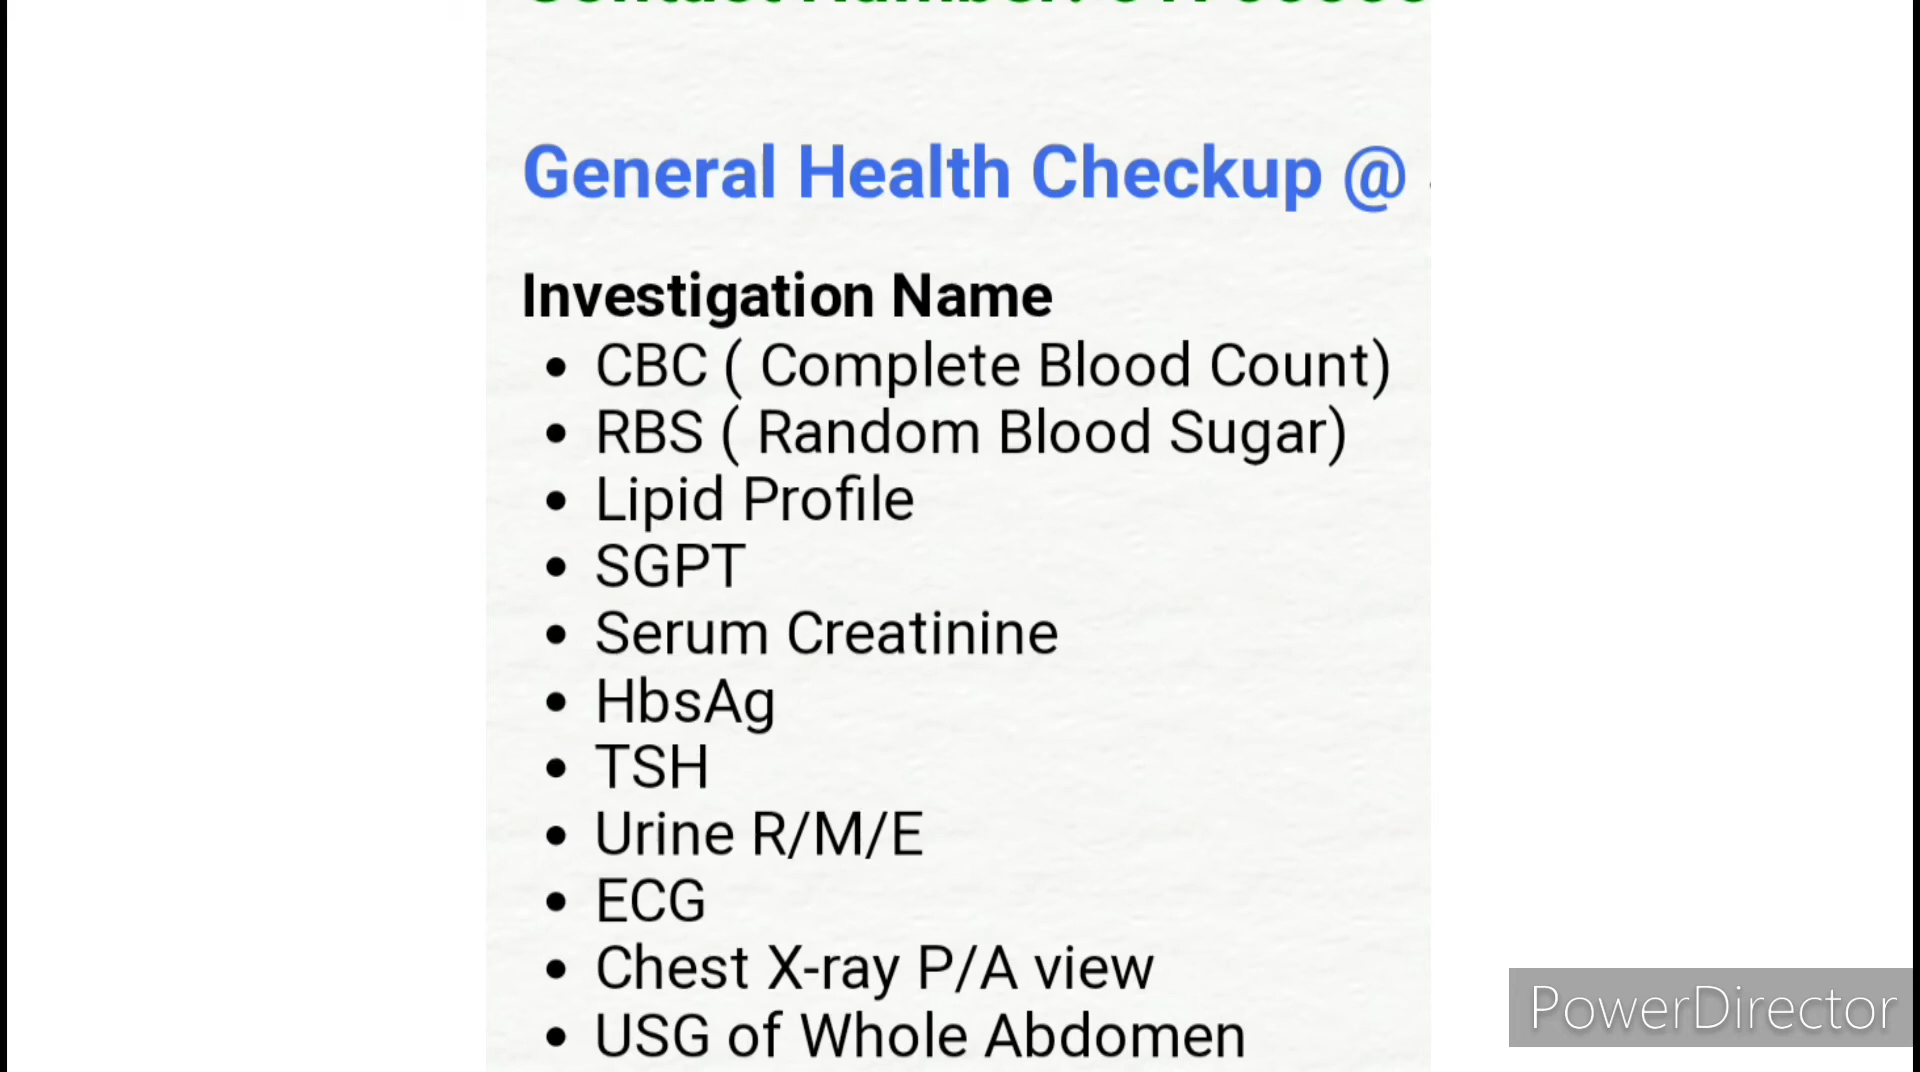 General Health Checkup @
Investigation Name
• CBC ( Complete Blood Count)
• RBS ( Random Blood Sugar)
• Lipid Profile
• SGPT
• Serum Creatinine
• HbsAg
• TSH
• Urine R/M/E
• ECG
• Chest X-ray P/A view
• USG of Whole Abdomen
PowerDirector